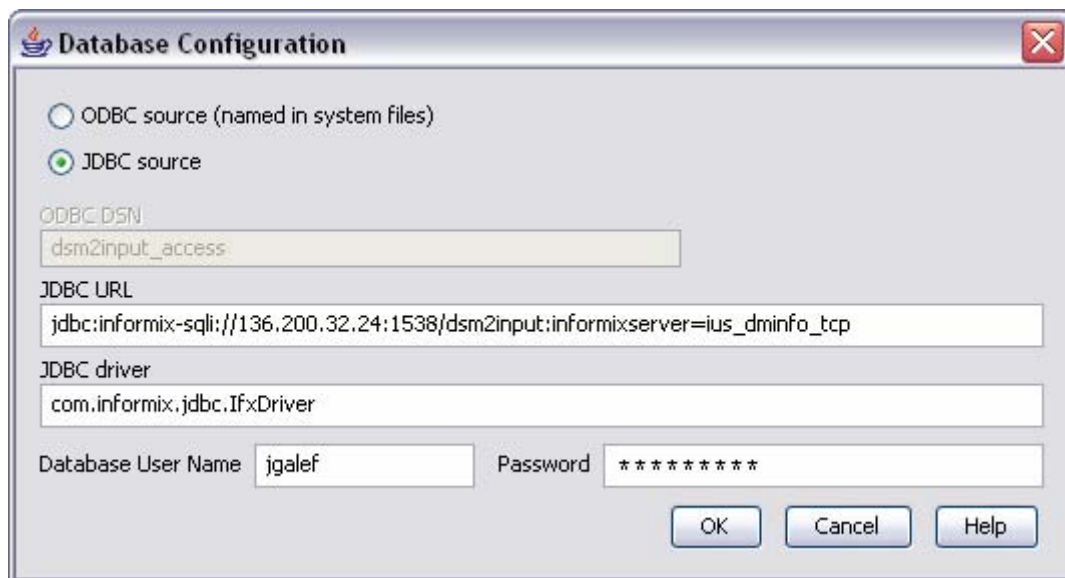 Database Configuration
ODBC source (named in system files)
JDBC source
ODBC DSN
dsm2input_access
JDBC URL
jdbc:informix-sqli://136.200.32.24:1538/dsm2input:informixserver=ius_dminfo_tcp
JDBC driver
com.informix.jdbc.IfxDriver
Database User Name jgalef Password *********
OK Cancel Help